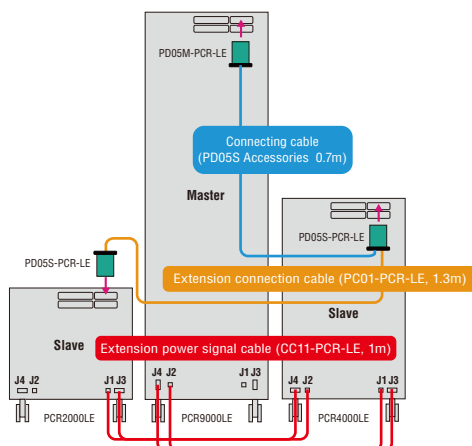 PD05M-PCR-LE
Connecting cable
(PD05S Accessories 0.7m)
Master
PD05S-PCR-LE
PD05S-PCR-LE
Extension connection cable (PC01-PCR-LE, 1.3m)
Slave
Slave
Extension power signal cable (CC11-PCR-LE, 1m)
J4 J2 J1 J3
J4 J2 J1 J3
J4 J2 J1 J3
PCR2000LE
PCR9000LE
PCR4000LE